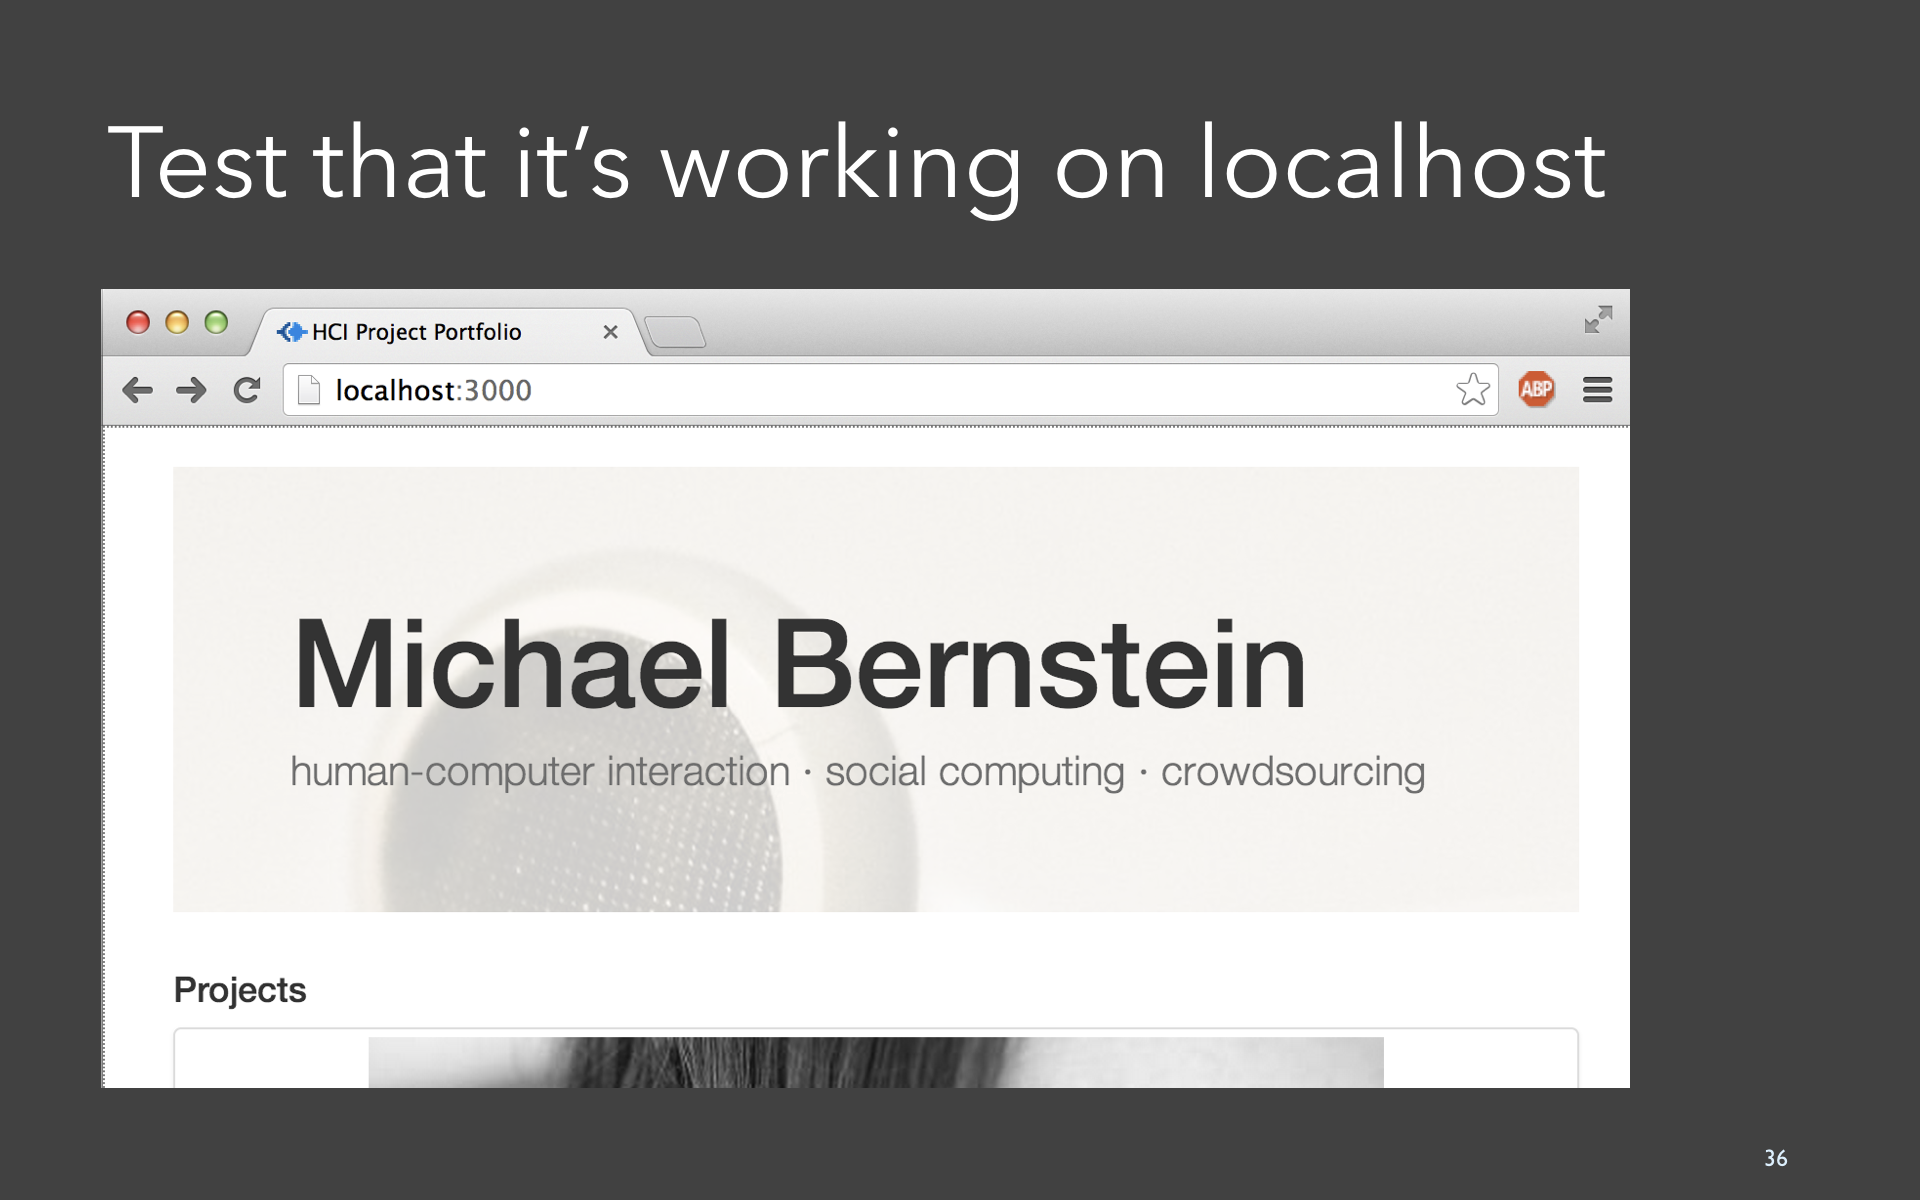 Test that it’s working on localhost
HCI Project Portfolio
localhost:3000
ABP
Michael Bernstein
human-computer interaction · social computing · crowdsourcing
Projects
36